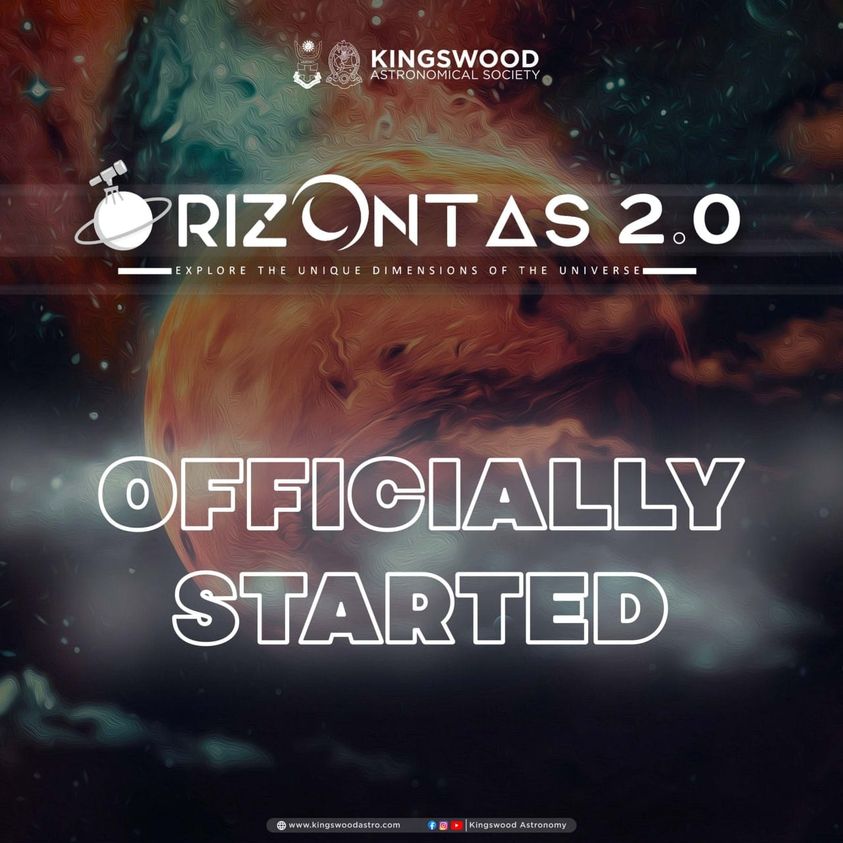 KINGSWOOD
ASTRONOMICAL SOCIETY
ORIZONTAS 2.0
EXPLORE THE UNIQUE DIMENSIONS OF THE UNIVERSE
OFFICIALLY
STARTED
www.kingswoodastro.com | Kingswood Astronomy